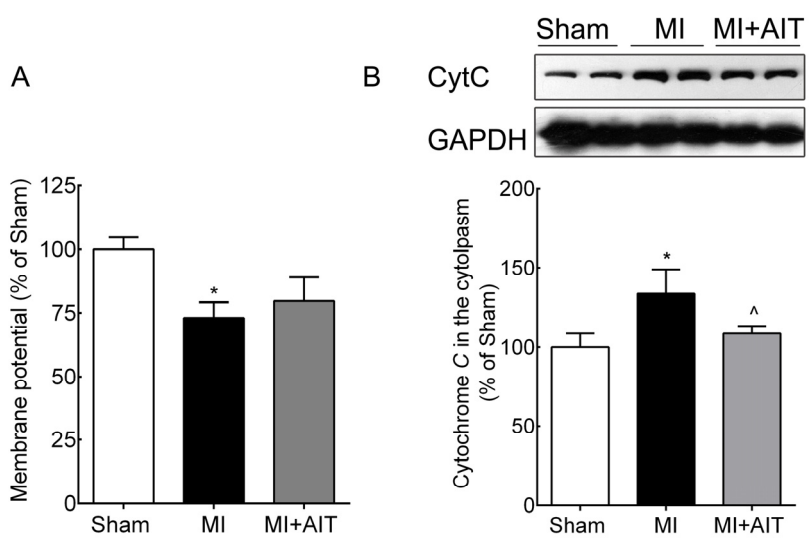 A
Membrane potential (% of Sham)
125
100
75
50
25
0
*
Sham MI MI+AIT
B
Sham MI MI+AIT
CytC
GAPDH
Cytochrome C in the cytolpasm
(% of Sham)
200
150
100
50
0
*
^
Sham MI MI+AIT